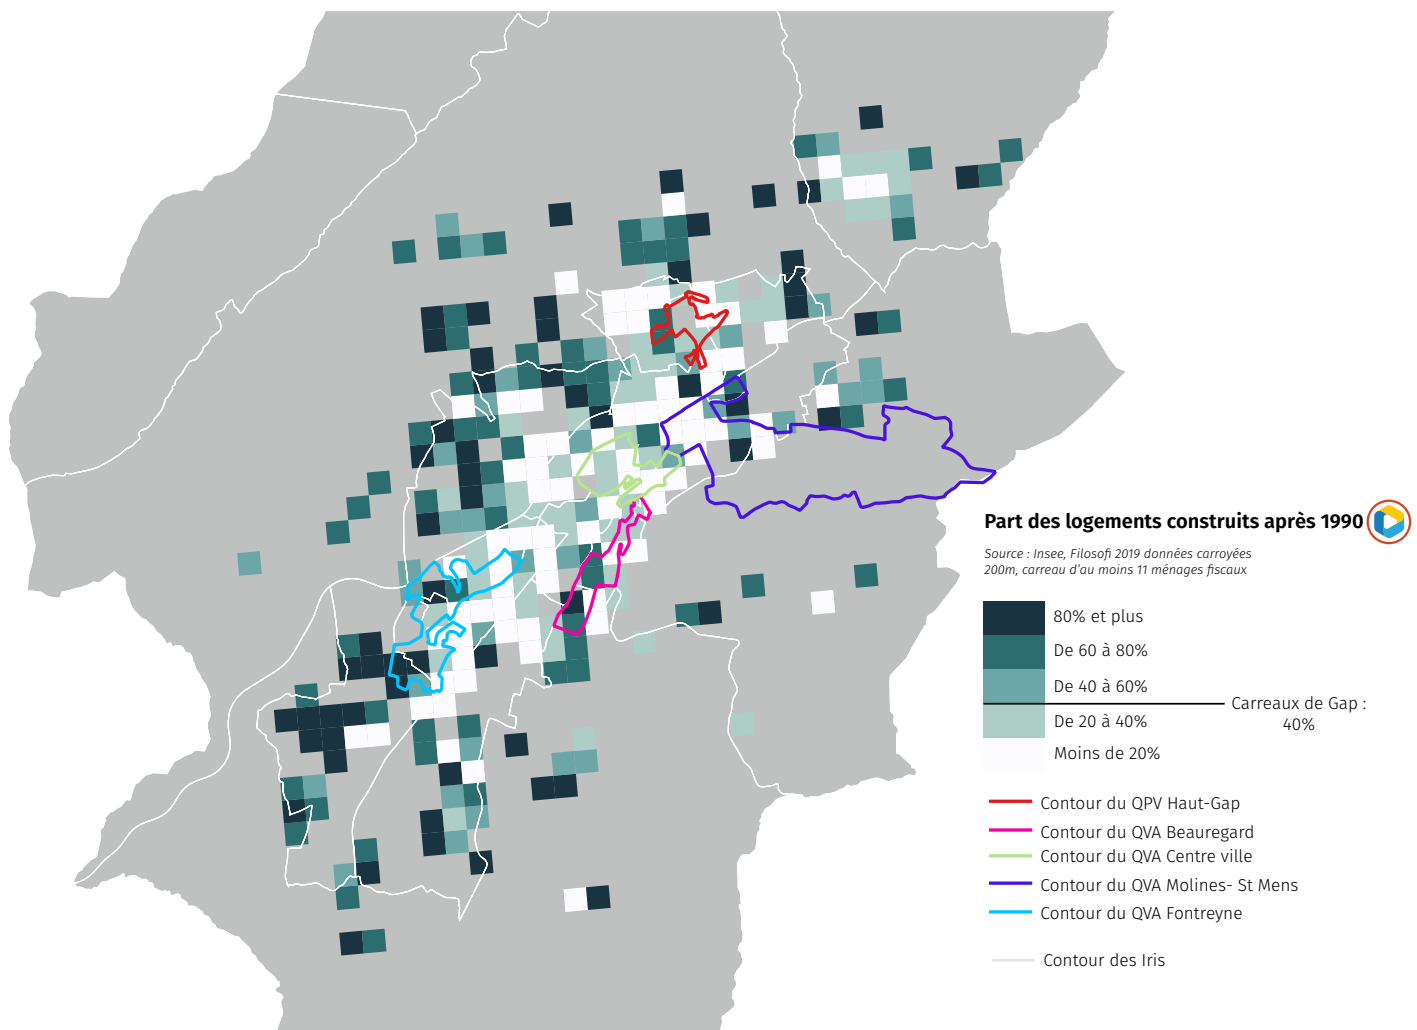 Part des logements construits après 1990
Source : Insee, Filosofi 2019 données carroyées
200m, carreau d'au moins 11 ménages fiscaux
80% et plus
De 60 à 80%
De 40 à 60%
Carreaux de Gap :
40%
De 20 à 40%
Moins de 20%
Contour du QPV Haut-Gap
Contour du QVA Beauregard
Contour du QVA Centre ville
Contour du QVA Molines- St Mens
Contour du QVA Fontreyne
Contour des Iris